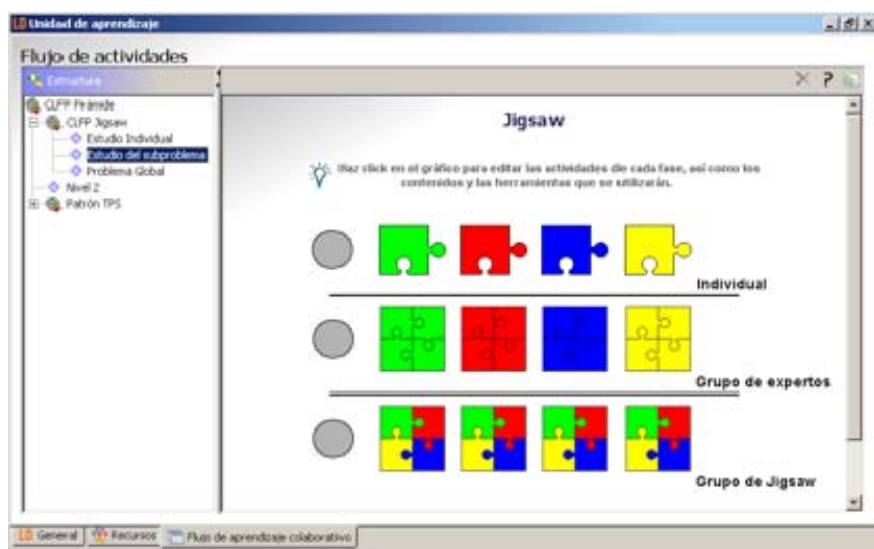 Unidad de aprendizaje
Flujo de actividades
Estructura
CLFP Pirámide
CLFP Jigsaw
Estudio Individual
Estudio del subproblema
Problema Global
Nivel 2
Patrón TPS
Jigsaw
Haz click en el gráfico para editar las actividades de cada fase, así como los
contenidos y las herramientas que se utilizarán.
Individual
Grupo de expertos
Grupo de Jigsaw
General
Recursos
Flujo de aprendizaje colaborativo